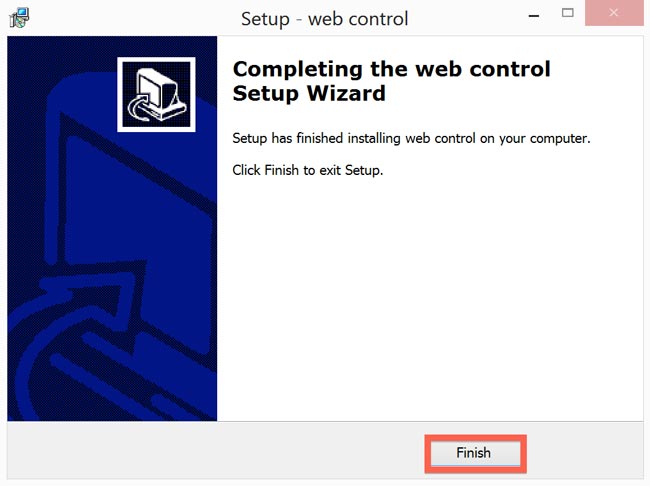 Setup - web control
Completing the web control
Setup Wizard
Setup has finished installing web control on your computer.
Click Finish to exit Setup.
Finish